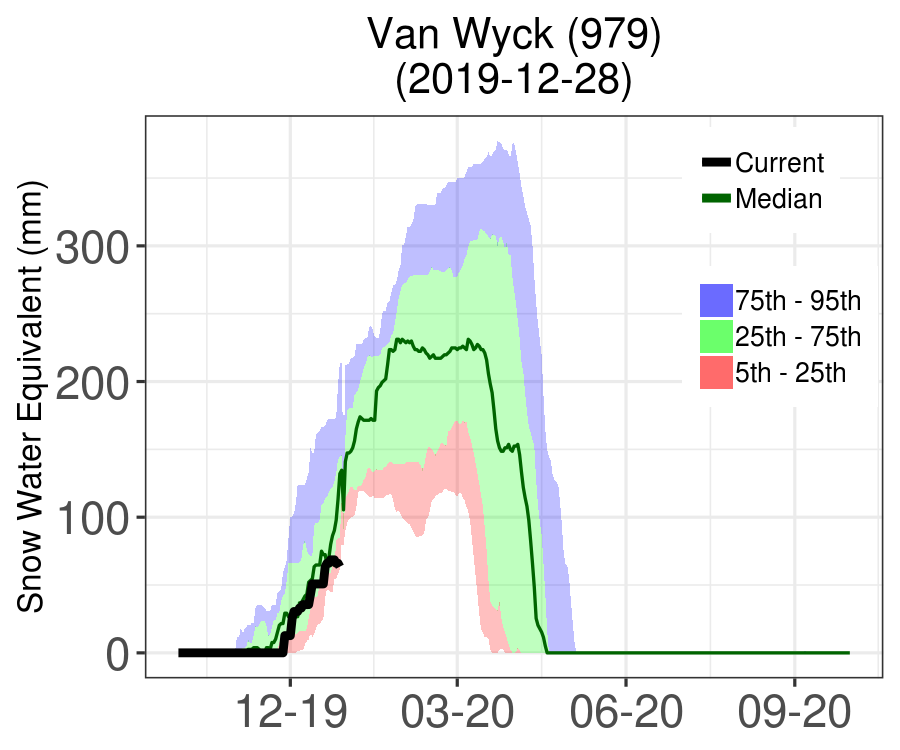 Van Wyck (979)
(2019-12-28)
Snow Water Equivalent (mm)
300
200
100
0
12-19
03-20
06-20
09-20
Current
Median
75th - 95th
25th - 75th
5th - 25th